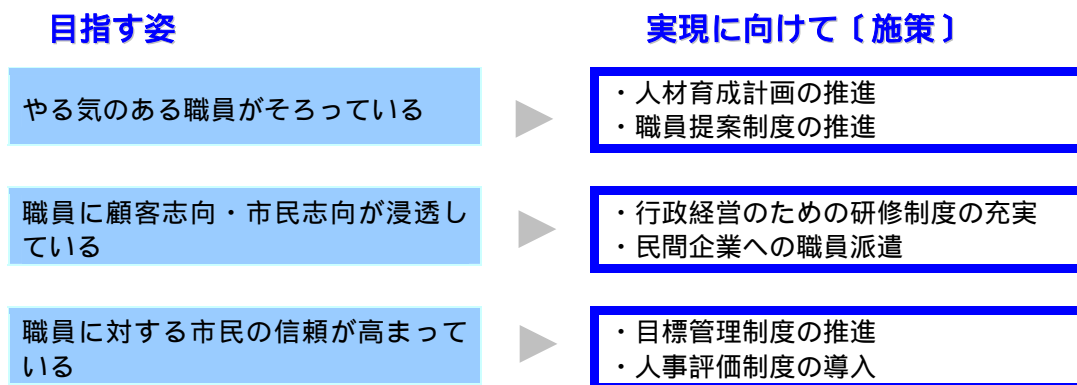 目指す姿
実現に向けて〔施策〕
やる気のある職員がそろっている
・人材育成計画の推進
・職員提案制度の推進
職員に顧客志向・市民志向が浸透し
ている
・行政経営のための研修制度の充実
・民間企業への職員派遣
職員に対する市民の信頼が高まって
いる
・目標管理制度の推進
・人事評価制度の導入